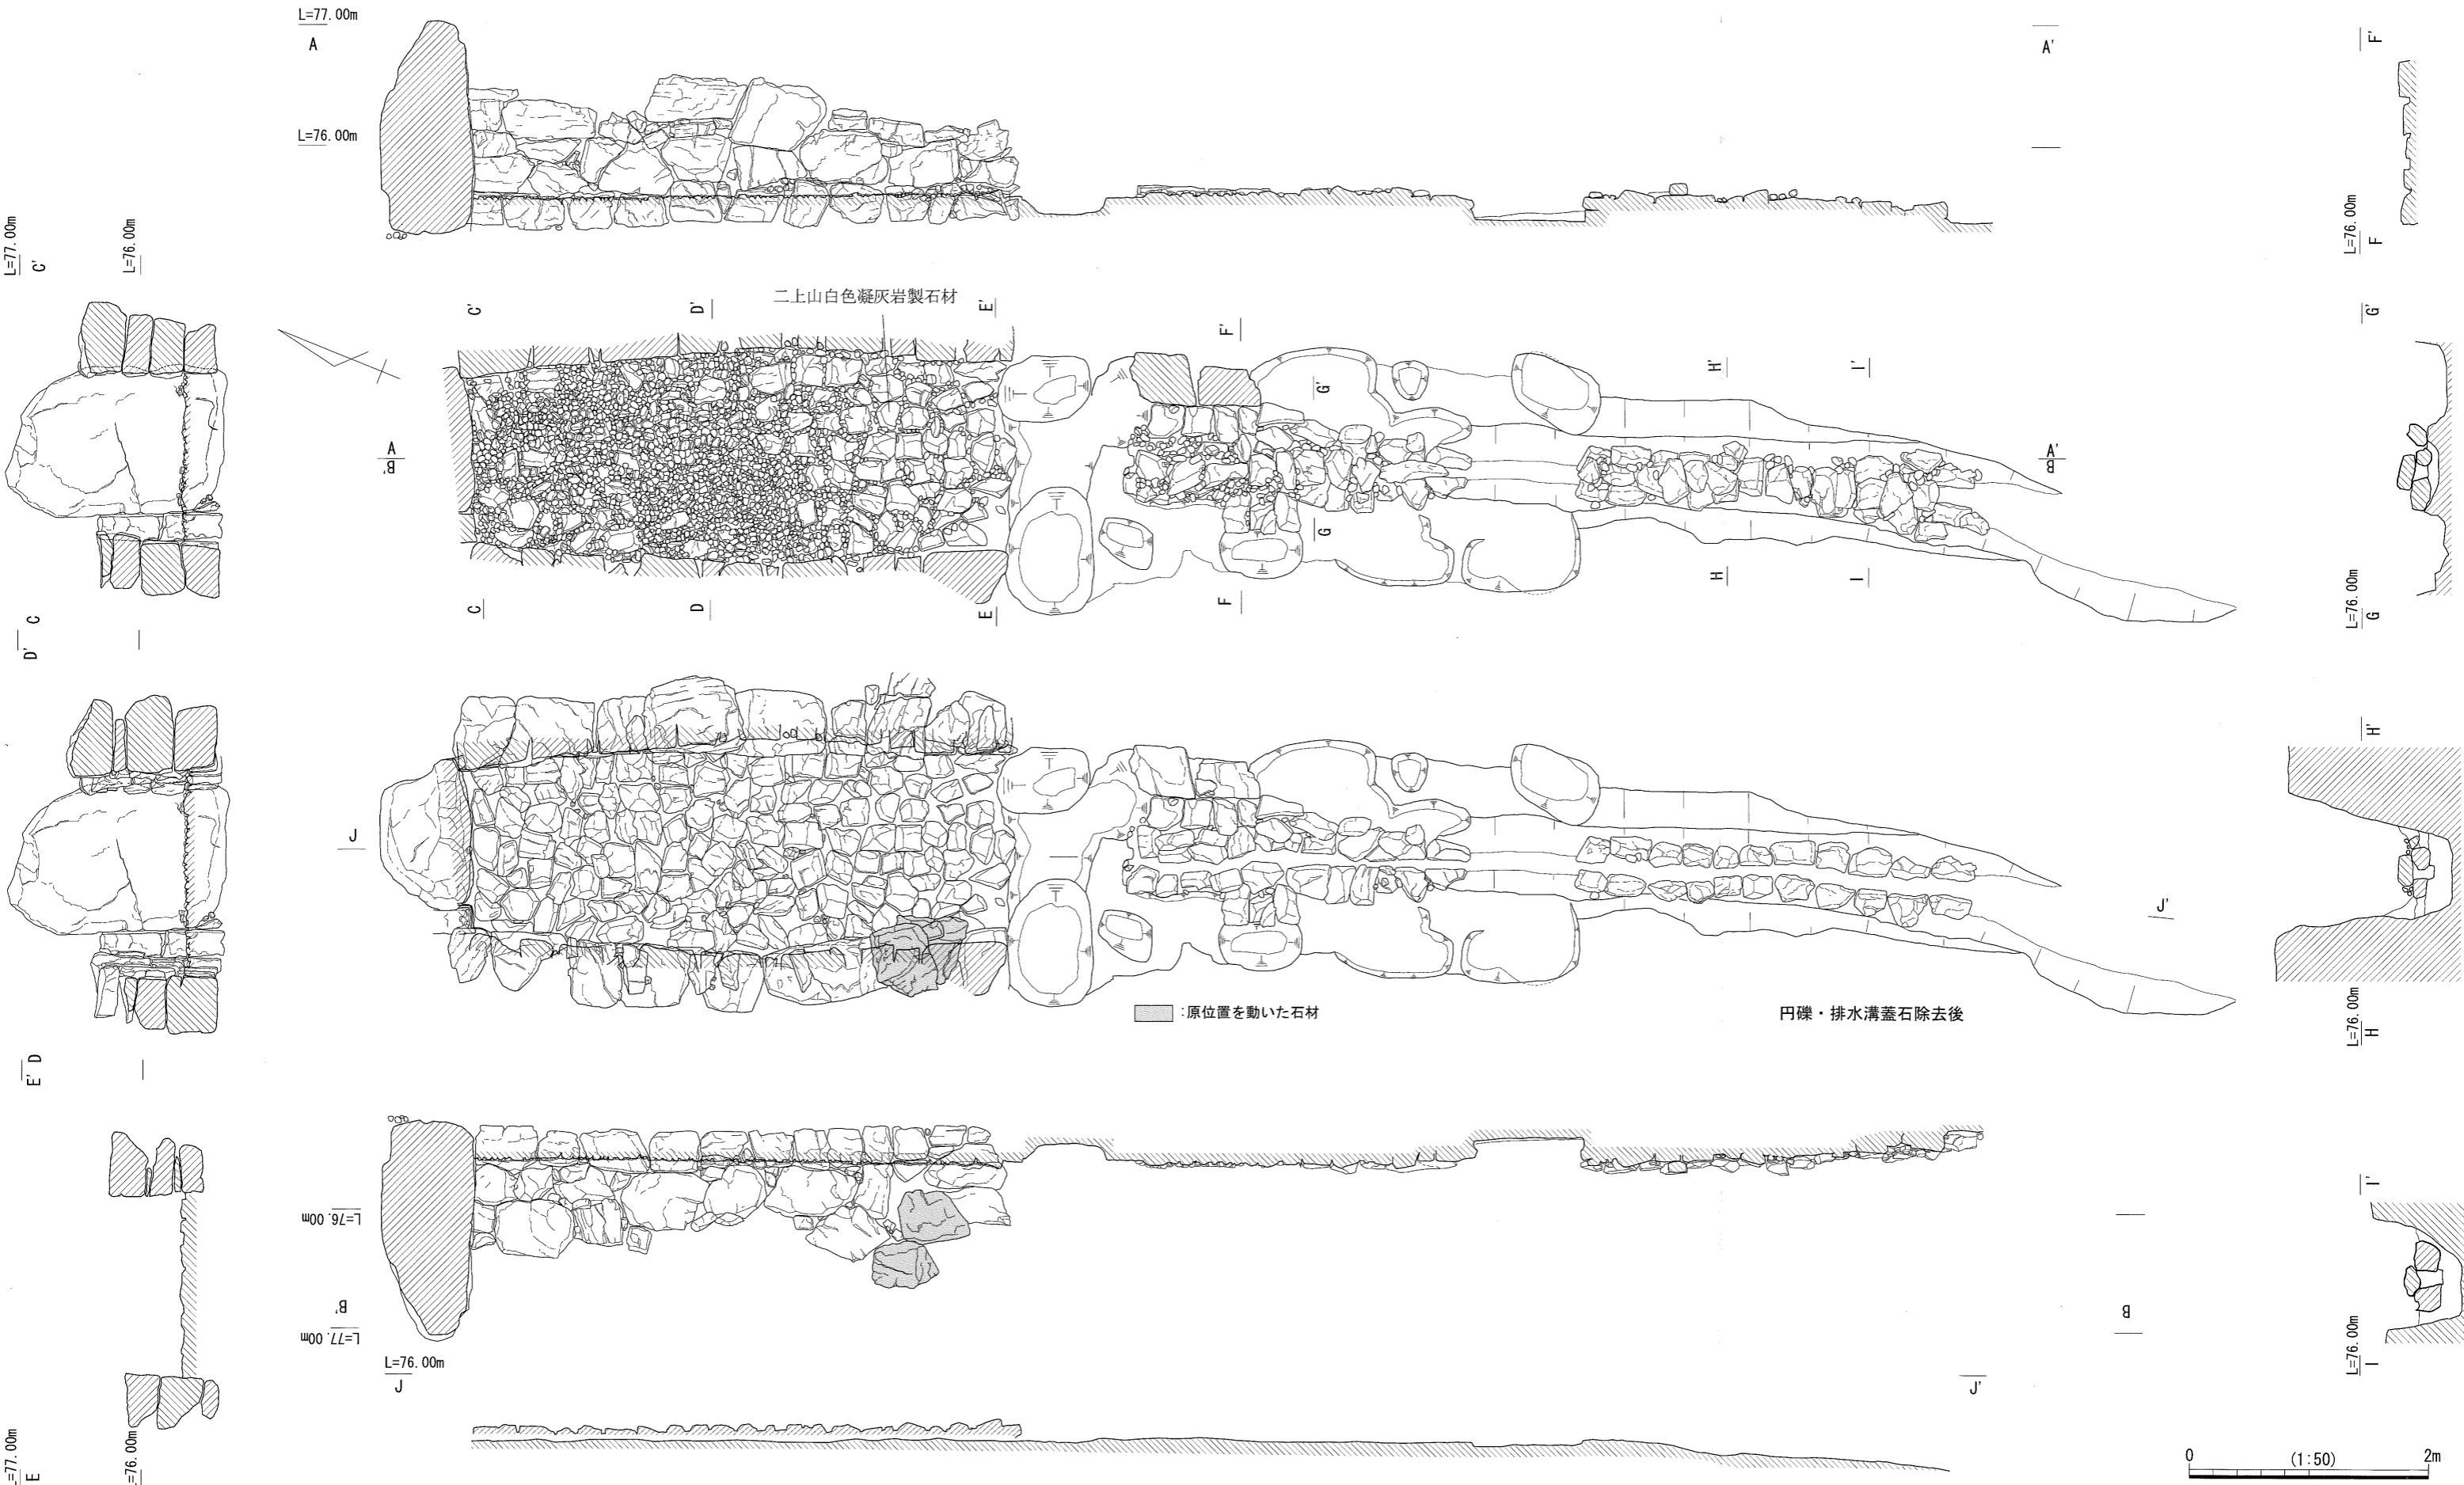 L=77.00m
A
A'
L=76.00m
F'
L=76.00m
F
L=77.00m
C'
L=76.00m
二上山白色凝灰岩製石材
C'
D'
E'
F'
G'
H'
I'
G'
A
B'
A'
B
G
C
D
E
F
H
I
L=76.00m
G
C
D'
J
J'
H'
:原位置を動いた石材
円礫・排水溝蓋石除去後
L=76.00m
H
D
E'
L=76.00m
B'
L=77.00m
B
I'
L=76.00m
I
L=76.00m
J
J'
L=77.00m
E
L=76.00m
0 (1:50) 2m